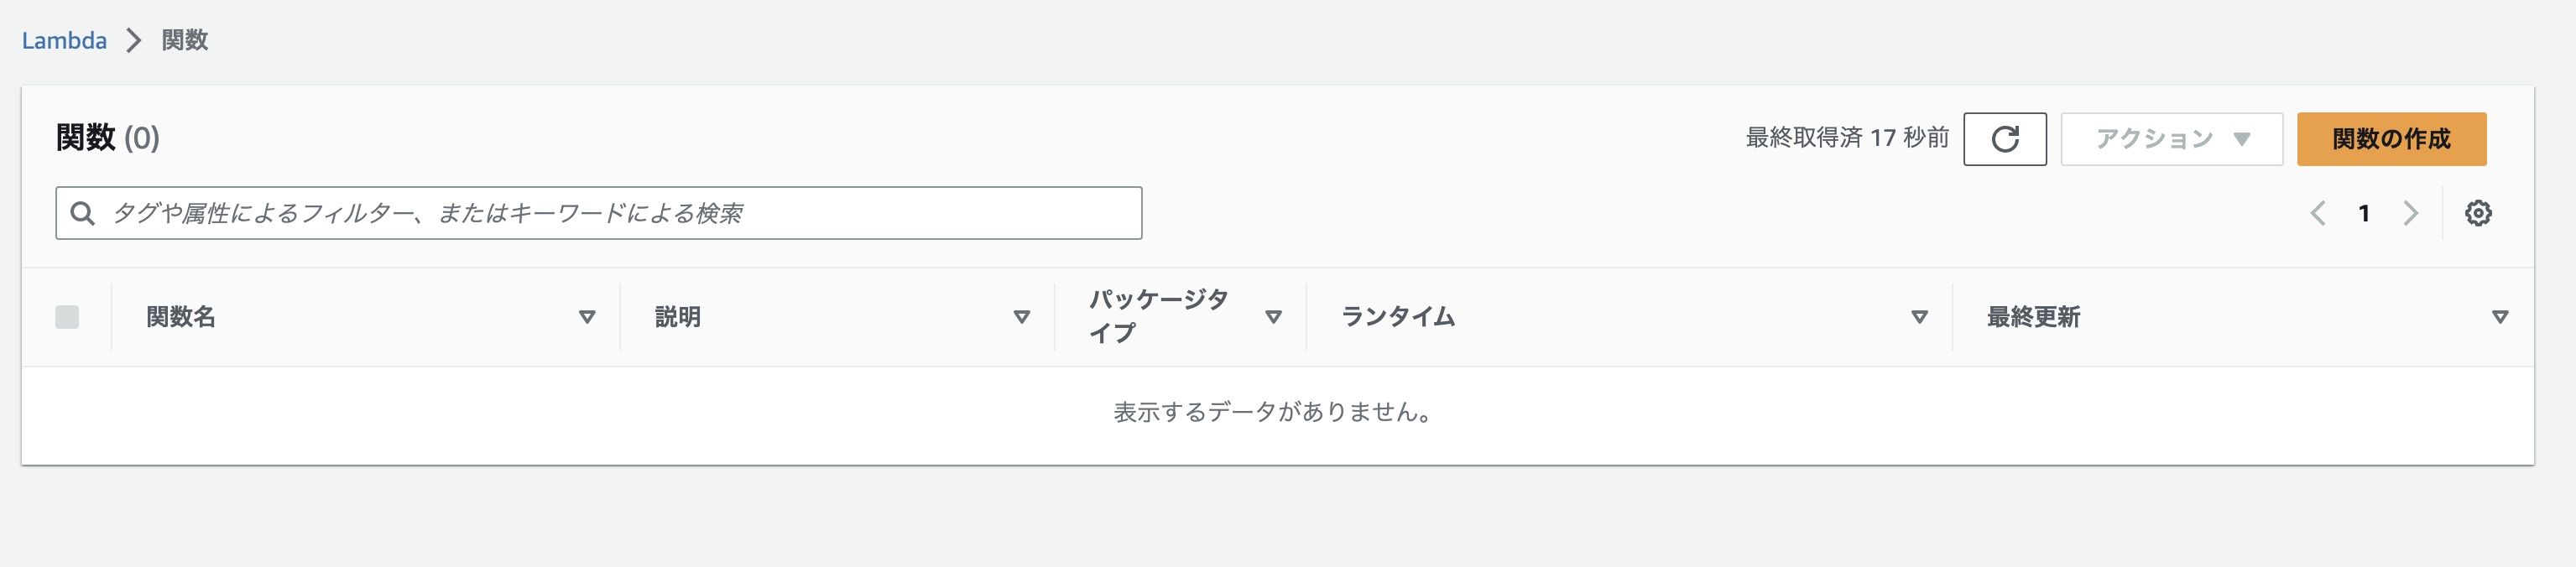 Lambda > 関数
関数 (0)
最終取得済 17 秒前
アクション
関数の作成
タグや属性によるフィルター、またはキーワードによる検索
1
関数名
説明
パッケージタ
イプ
ランタイム
最終更新
表示するデータがありません。